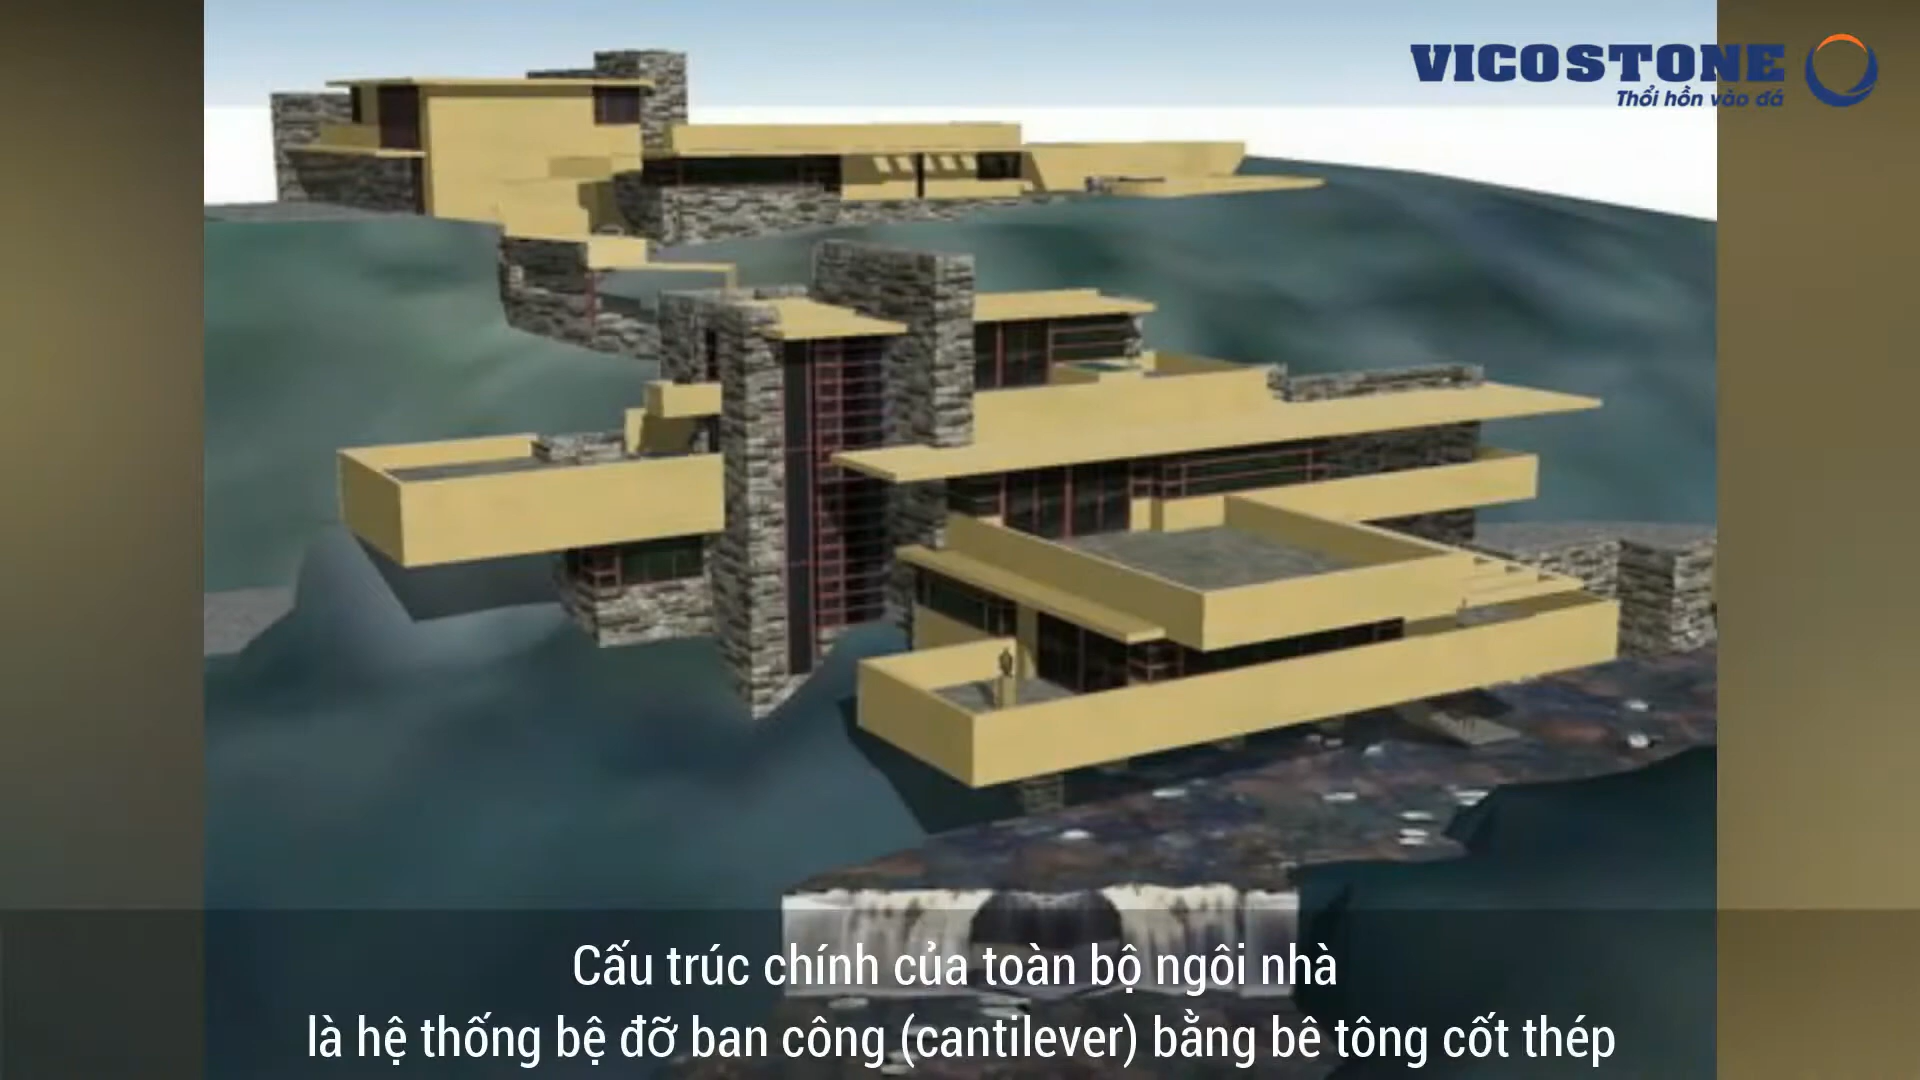 VICOSTONE
Thổi hồn vào đá
Cấu trúc chính của toàn bộ ngôi nhà
là hệ thống bệ đỡ ban công (cantilever) bằng bê tông cốt thép